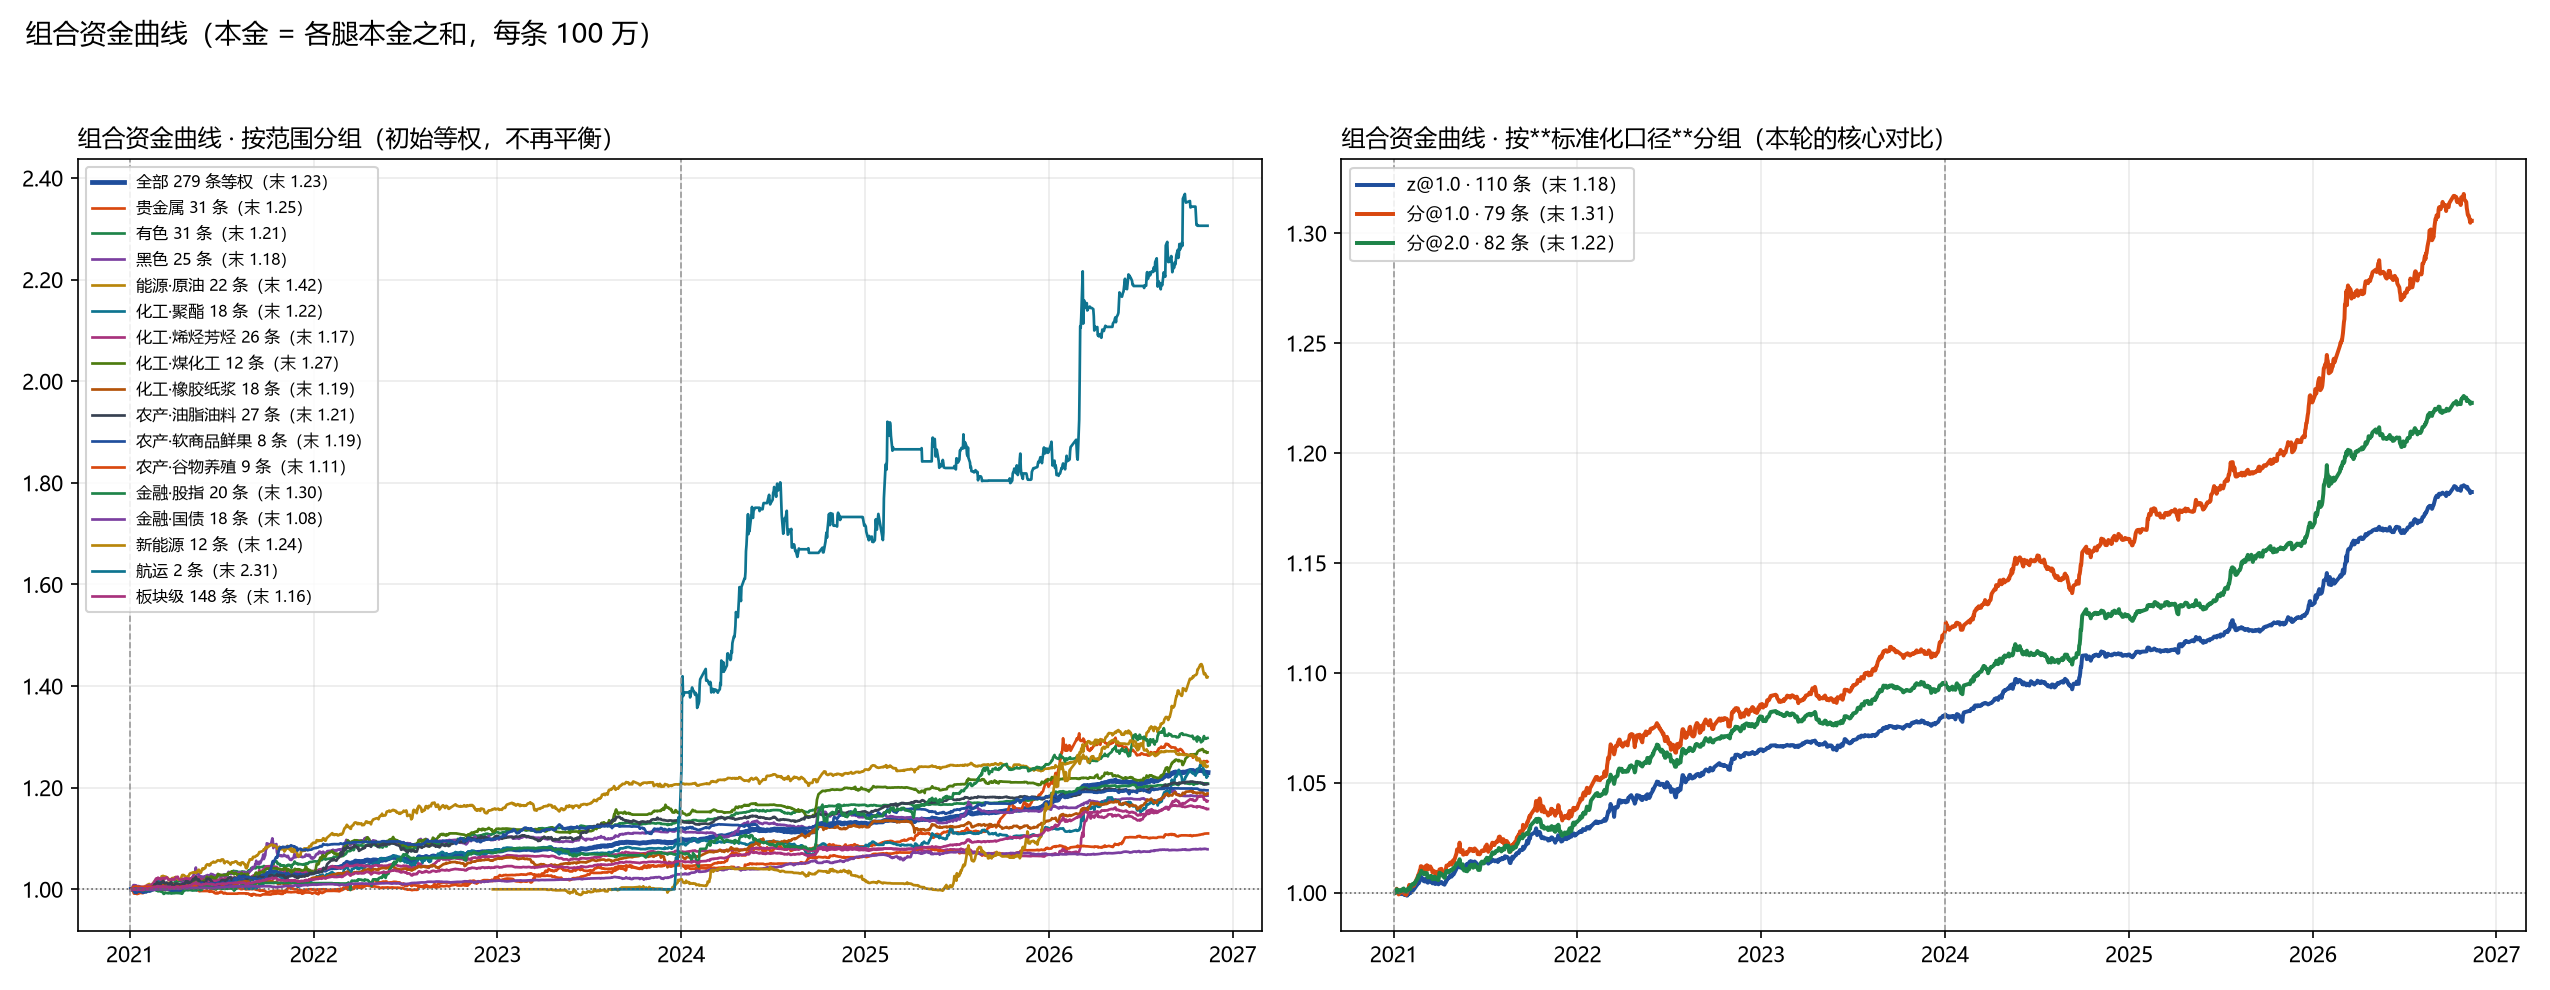 组合资金曲线（本金 = 各腿本金之和，每条 100 万）
组合资金曲线 · 按范围分组（初始等权，不再平衡）
2.40
2.20
2.00
1.80
1.60
1.40
1.20
1.00
全部 279 条等权（末 1.23）
贵金属 31 条（末 1.25）
有色 31 条（末 1.21）
黑色 25 条（末 1.18）
能源·原油 22 条（末 1.42）
化工·聚酯 18 条（末 1.22）
化工·烯烃芳烃 26 条（末 1.17）
化工·煤化工 12 条（末 1.27）
化工·橡胶纸浆 18 条（末 1.19）
农产·油脂油料 27 条（末 1.21）
农产·软商品鲜果 8 条（末 1.19）
农产·谷物养殖 9 条（末 1.11）
金融·股指 20 条（末 1.30）
金融·国债 18 条（末 1.08）
新能源 12 条（末 1.24）
航运 2 条（末 2.31）
板块级 148 条（末 1.16）
2021 2022 2023 2024 2025 2026 2027
组合资金曲线 · 按**标准化口径**分组（本轮的核心对比）
1.30
1.25
1.20
1.15
1.10
1.05
1.00
z@1.0 · 110 条（末 1.18）
分@1.0 · 79 条（末 1.31）
分@2.0 · 82 条（末 1.22）
2021 2022 2023 2024 2025 2026 2027